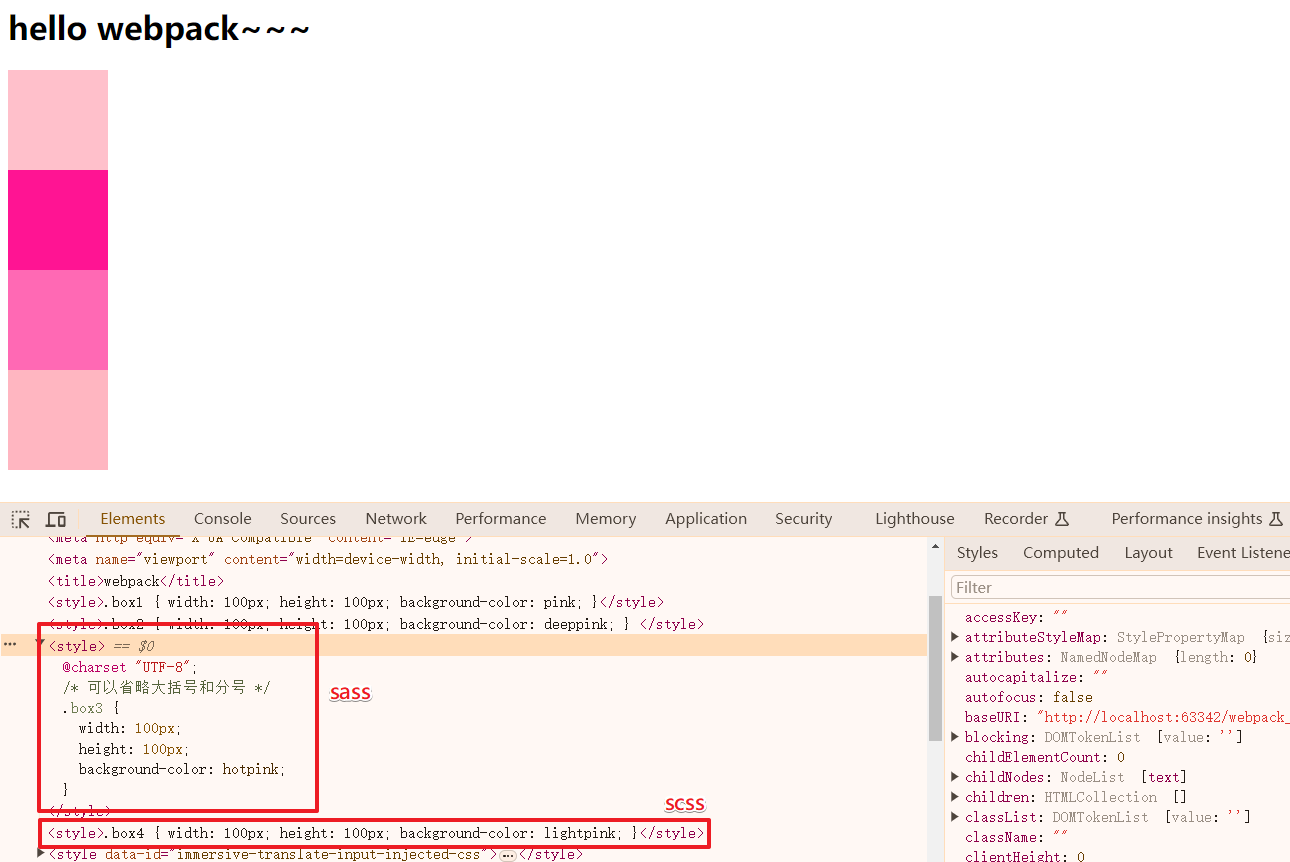 hello webpack~~~
Elements Console Sources Network Performance Memory Application Security Lighthouse Recorder Performance insights
<meta http-equiv="X-UA-Compatible" content="IE=edge">
<meta name="viewport" content="width=device-width, initial-scale=1.0">
<title>webpack</title>
<style>.box1 { width: 100px; height: 100px; background-color: pink; }</style>
<style>.box2 { width: 100px; height: 100px; background-color: deeppink; } </style>
<style> == $0
@charset "UTF-8";
/* 可以省略大括号和分号 */
.box3 {
width: 100px;
height: 100px;
background-color: hotpink;
}
</style>
sass
scss
<style>.box4 { width: 100px; height: 100px; background-color: lightpink; }</style>
<style data-id="immersive-translate-input-injected-css">…</style>
Styles Computed Layout Event Listene
Filter
accessKey: ""
attributeStyleMap: StylePropertyMap {siz
attributes: NamedNodeMap {length: 0}
autocapitalize: ""
autofocus: false
baseURI: "http://localhost:63342/webpack_
blocking: DOMTokenList [value: '']
childElementCount: 0
childNodes: NodeList [text]
children: HTMLCollection []
classList: DOMTokenList [value: '']
className: ""
clientHeight: 0